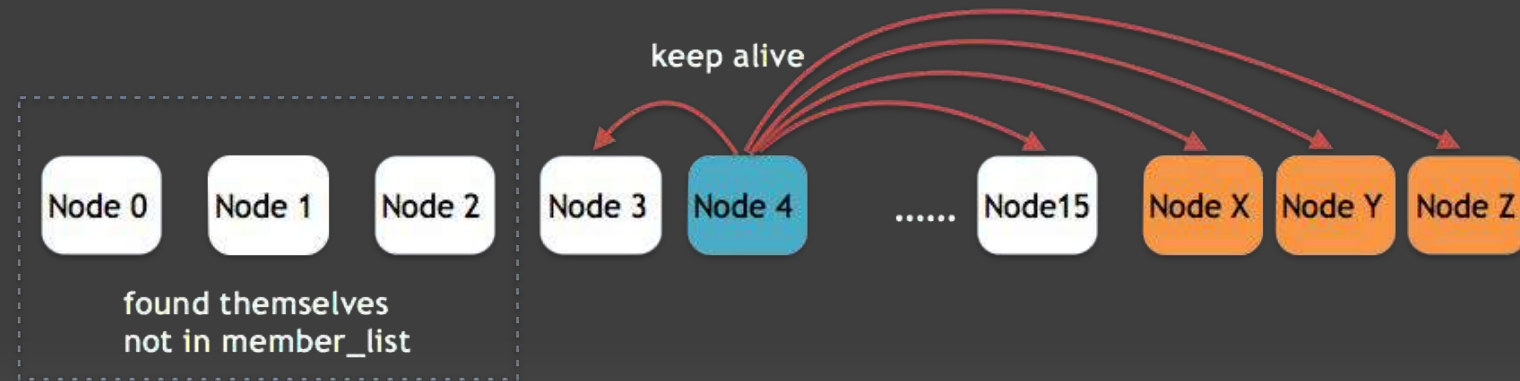 keep alive
Node 0
Node 1
Node 2
Node 3
Node 4
......
Node15
Node X
Node Y
Node Z
found themselves
not in member_list